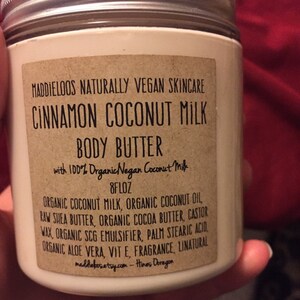 MADDIELOOS NATURALLY VEGAN SKINCARE
CINNAMON COCONUT MILK
BODY BUTTER
with 100% Organic/Vegan Coconut Milk
8FLOZ
ORGANIC COCONUT MILK, ORGANIC COCONUT OIL,
RAW SHEA BUTTER, ORGANIC COCOA BUTTER, CASTOR
WAX, ORGANIC SCG EMULSIFIER, PALM STEARIC ACID,
ORGANIC ALOE VERA, VIT E, FRAGRANCE, LINATURAL